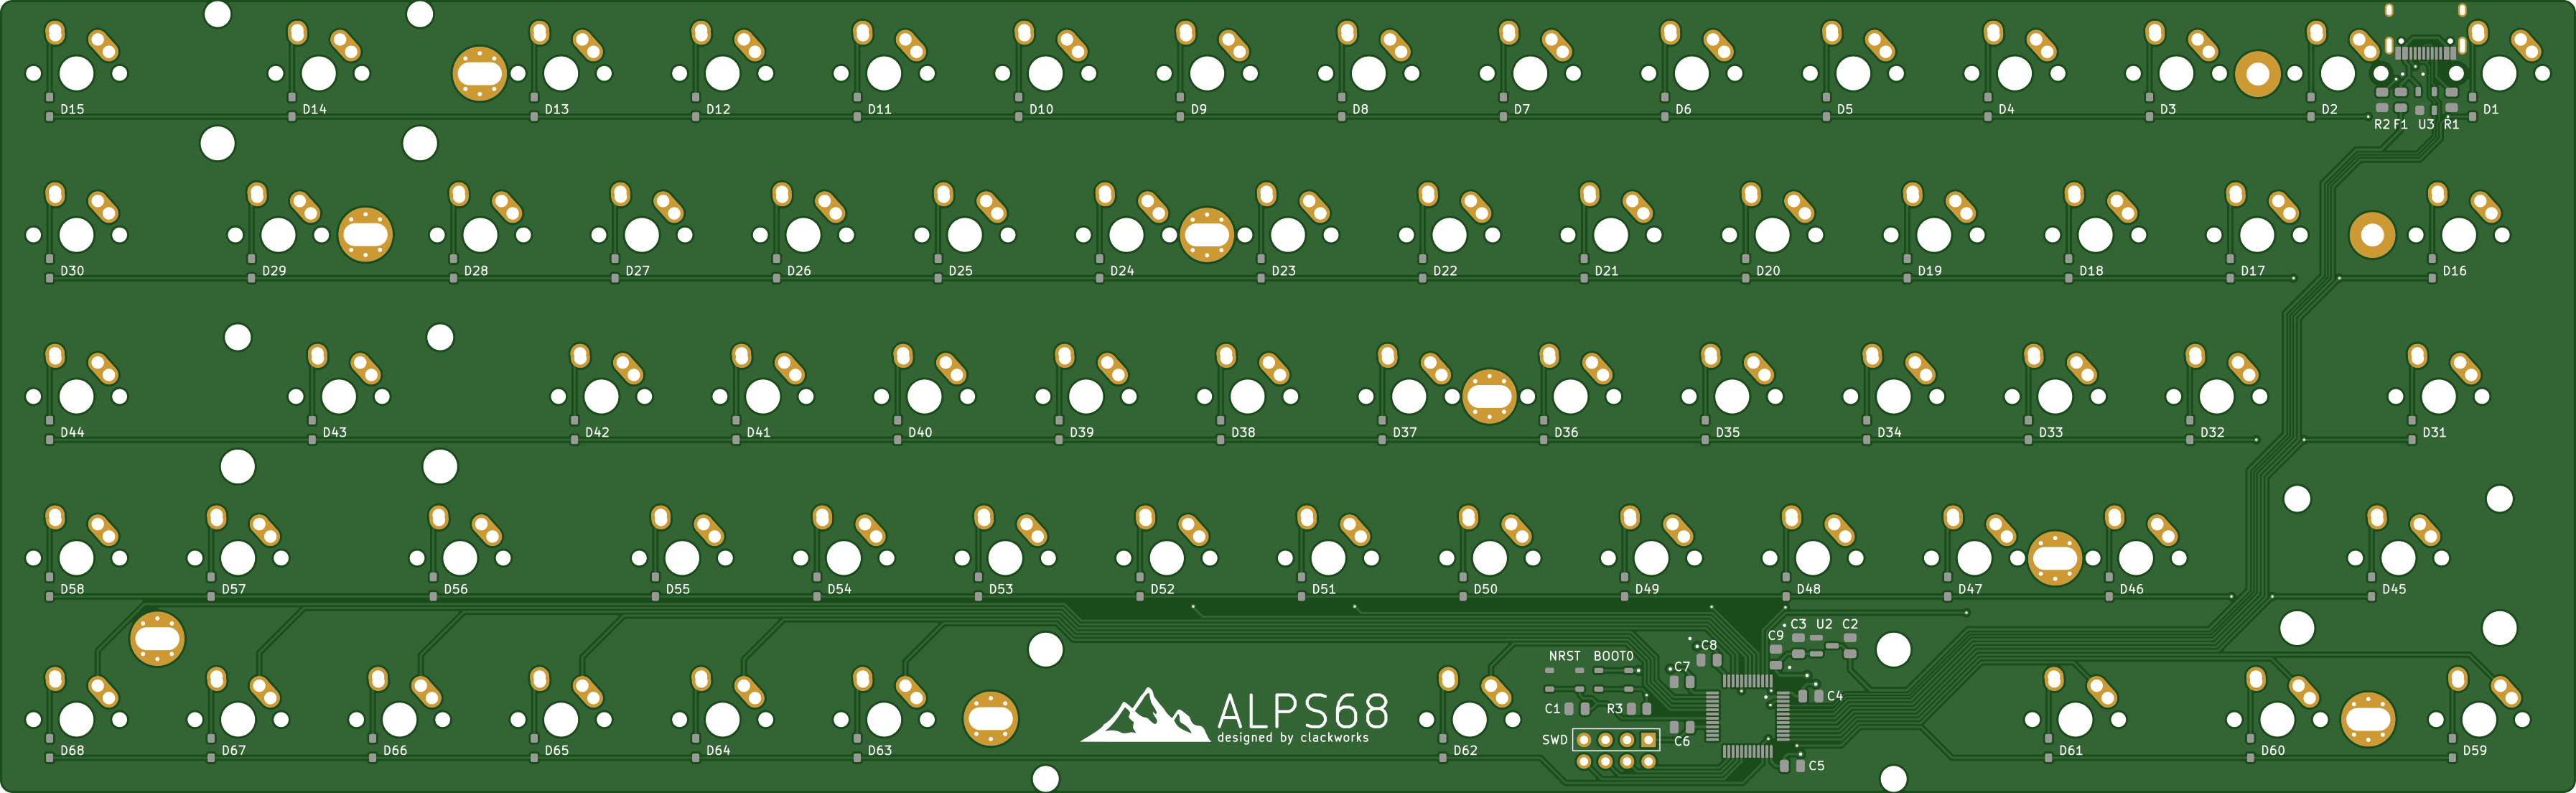 D15 D14 D13 D12 D11 D10 D9 D8 D7 D6 D5 D4 D3 D2 D1
R2 F1 U3 R1
D30 D29 D28 D27 D26 D25 D24 D23 D22 D21 D20 D19 D18 D17 D16
D44 D43 D42 D41 D40 D39 D38 D37 D36 D35 D34 D33 D32 D31
D58 D57 D56 D55 D54 D53 D52 D51 D50 D49 D48 D47 D46 D45
C3 U2 C2
C9
C8
NRST BOOT0
C7
C4
C1 R3
ALPS68
designed by clackworks
SWD
C6
D68 D67 D66 D65 D64 D63 D62 D61 D60 D59
C5